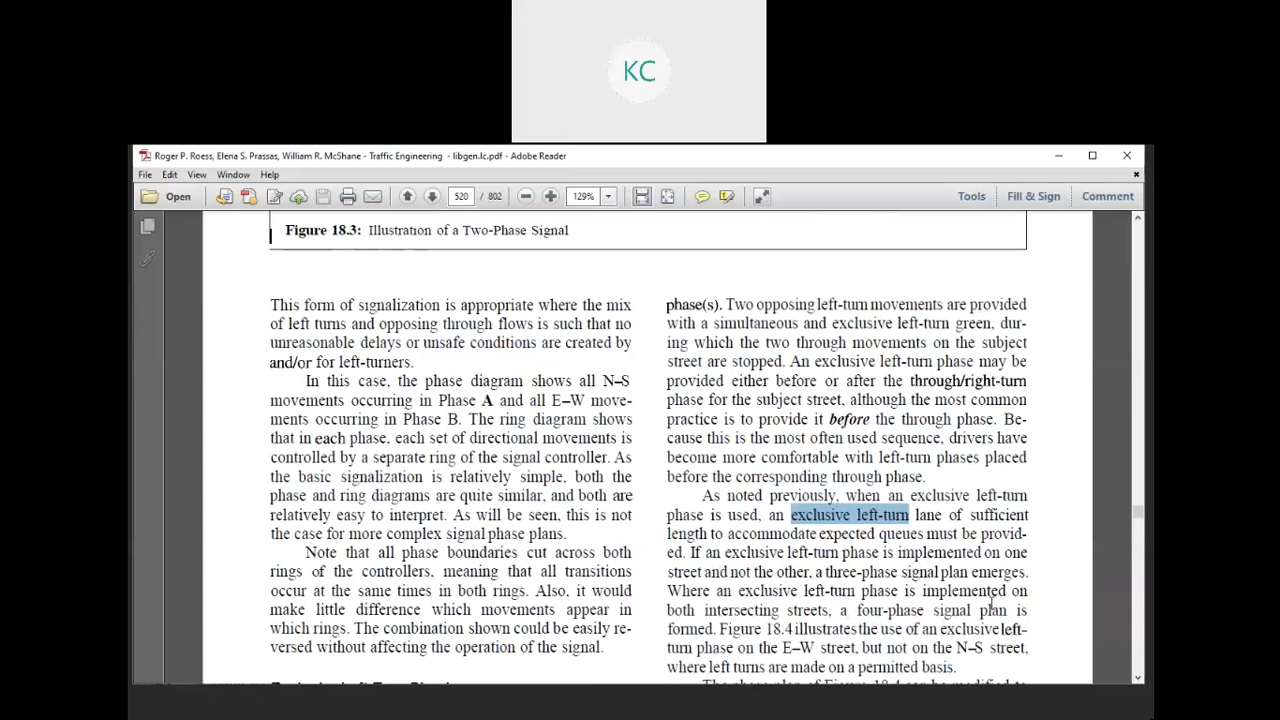 KC
Roger P. Roess, Elena S. Prassas, William R. McShane - Traffic Engineering - libgen.lc.pdf - Adobe Reader
File Edit View Window Help
Open 520 / 802 129% Tools Fill & Sign Comment
Figure 18.3: Illustration of a Two-Phase Signal
This form of signalization is appropriate where the mix
of left turns and opposing through flows is such that no
unreasonable delays or unsafe conditions are created by
and/or for left-turners.
In this case, the phase diagram shows all N–S
movements occurring in Phase A and all E–W move-
ments occurring in Phase B. The ring diagram shows
that in each phase, each set of directional movements is
controlled by a separate ring of the signal controller. As
the basic signalization is relatively simple, both the
phase and ring diagrams are quite similar, and both are
relatively easy to interpret. As will be seen, this is not
the case for more complex signal phase plans.
Note that all phase boundaries cut across both
rings of the controllers, meaning that all transitions
occur at the same times in both rings. Also, it would
make little difference which movements appear in
which rings. The combination shown could be easily re-
versed without affecting the operation of the signal.
phase(s). Two opposing left-turn movements are provided
with a simultaneous and exclusive left-turn green, dur-
ing which the two through movements on the subject
street are stopped. An exclusive left-turn phase may be
provided either before or after the through/right-turn
phase for the subject street, although the most common
practice is to provide it before the through phase. Be-
cause this is the most often used sequence, drivers have
become more comfortable with left-turn phases placed
before the corresponding through phase.
As noted previously, when an exclusive left-turn
phase is used, an exclusive left-turn lane of sufficient
length to accommodate expected queues must be provid-
ed. If an exclusive left-turn phase is implemented on one
street and not the other, a three-phase signal plan emerges.
Where an exclusive left-turn phase is implemented on
both intersecting streets, a four-phase signal plan is
formed. Figure 18.4 illustrates the use of an exclusive left-
turn phase on the E–W street, but not on the N–S street,
where left turns are made on a permitted basis.